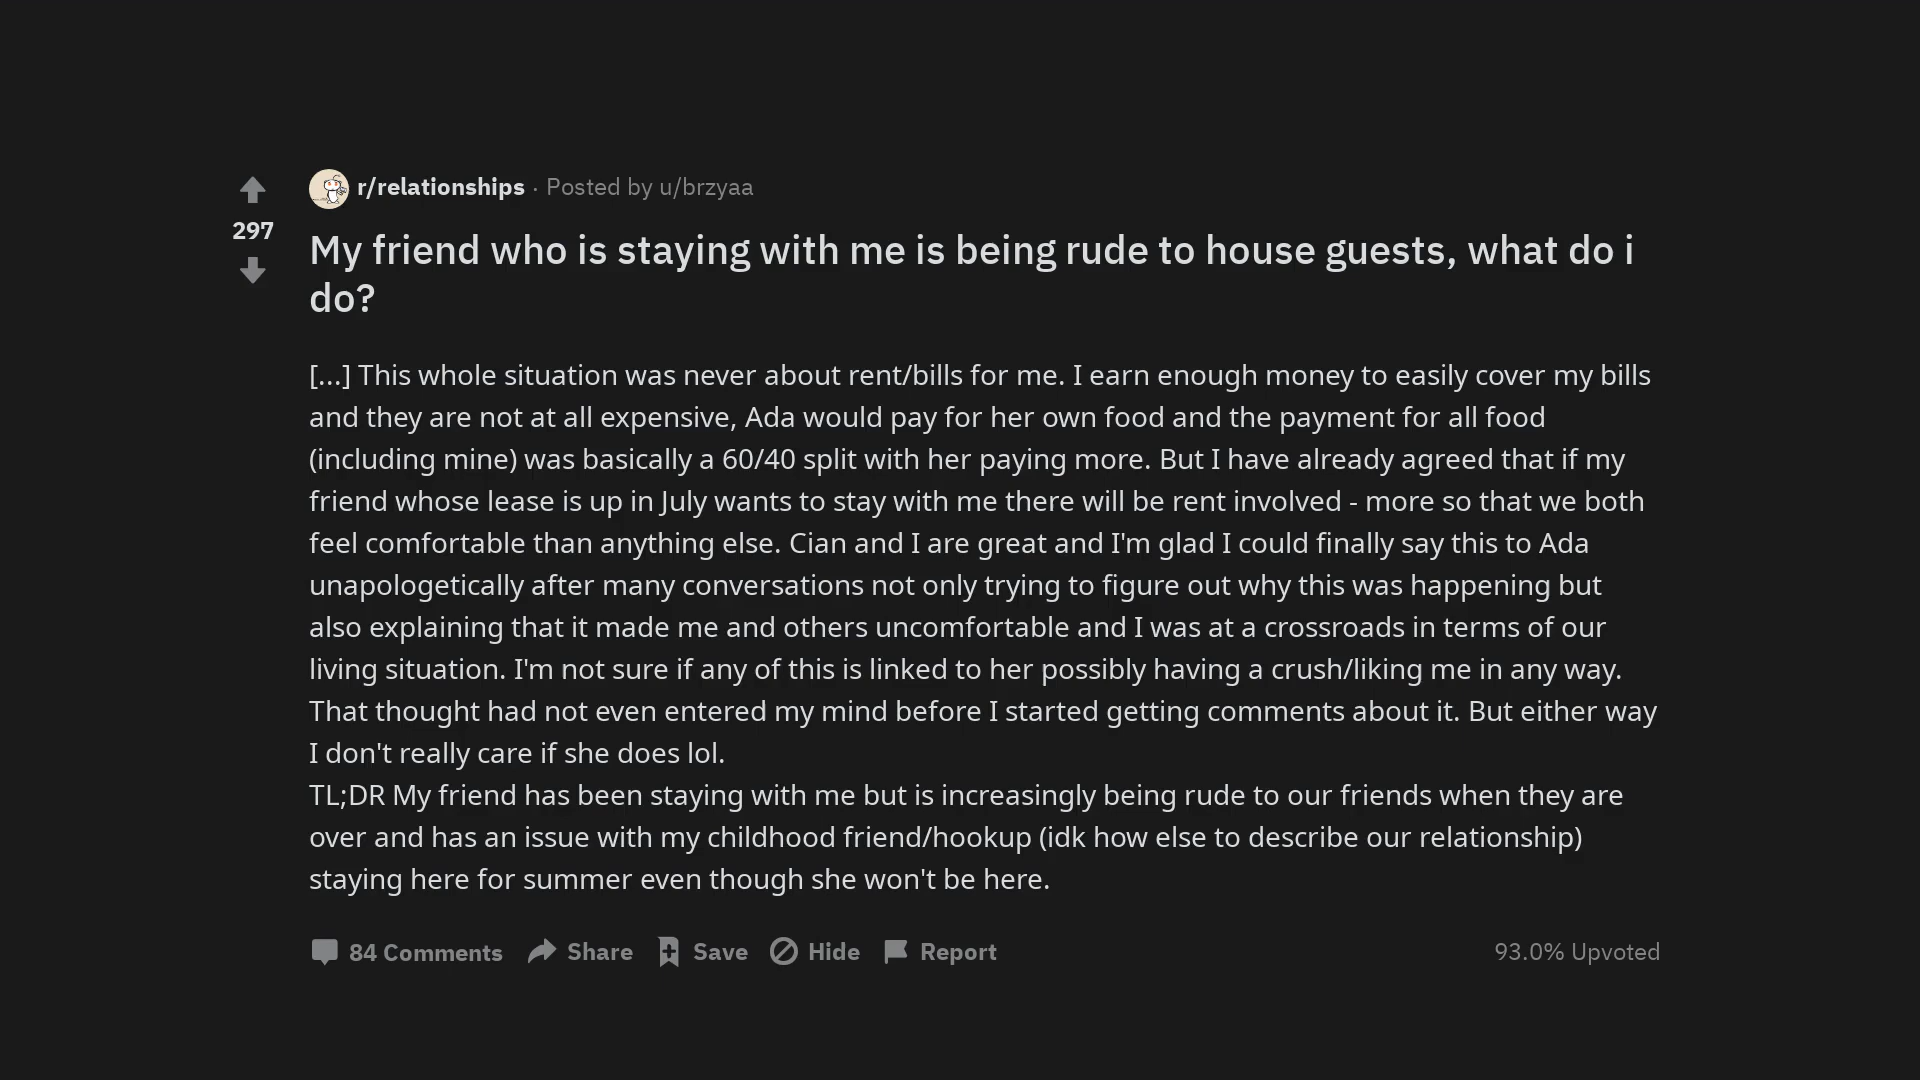 r/relationships · Posted by u/brzyaa
297
My friend who is staying with me is being rude to house guests, what do i
do?
[...] This whole situation was never about rent/bills for me. I earn enough money to easily cover my bills
and they are not at all expensive, Ada would pay for her own food and the payment for all food
(including mine) was basically a 60/40 split with her paying more. But I have already agreed that if my
friend whose lease is up in July wants to stay with me there will be rent involved - more so that we both
feel comfortable than anything else. Cian and I are great and I'm glad I could finally say this to Ada
unapologetically after many conversations not only trying to figure out why this was happening but
also explaining that it made me and others uncomfortable and I was at a crossroads in terms of our
living situation. I'm not sure if any of this is linked to her possibly having a crush/liking me in any way.
That thought had not even entered my mind before I started getting comments about it. But either way
I don't really care if she does lol.
TL;DR My friend has been staying with me but is increasingly being rude to our friends when they are
over and has an issue with my childhood friend/hookup (idk how else to describe our relationship)
staying here for summer even though she won't be here.
84 Comments Share Save Hide Report 93.0% Upvoted